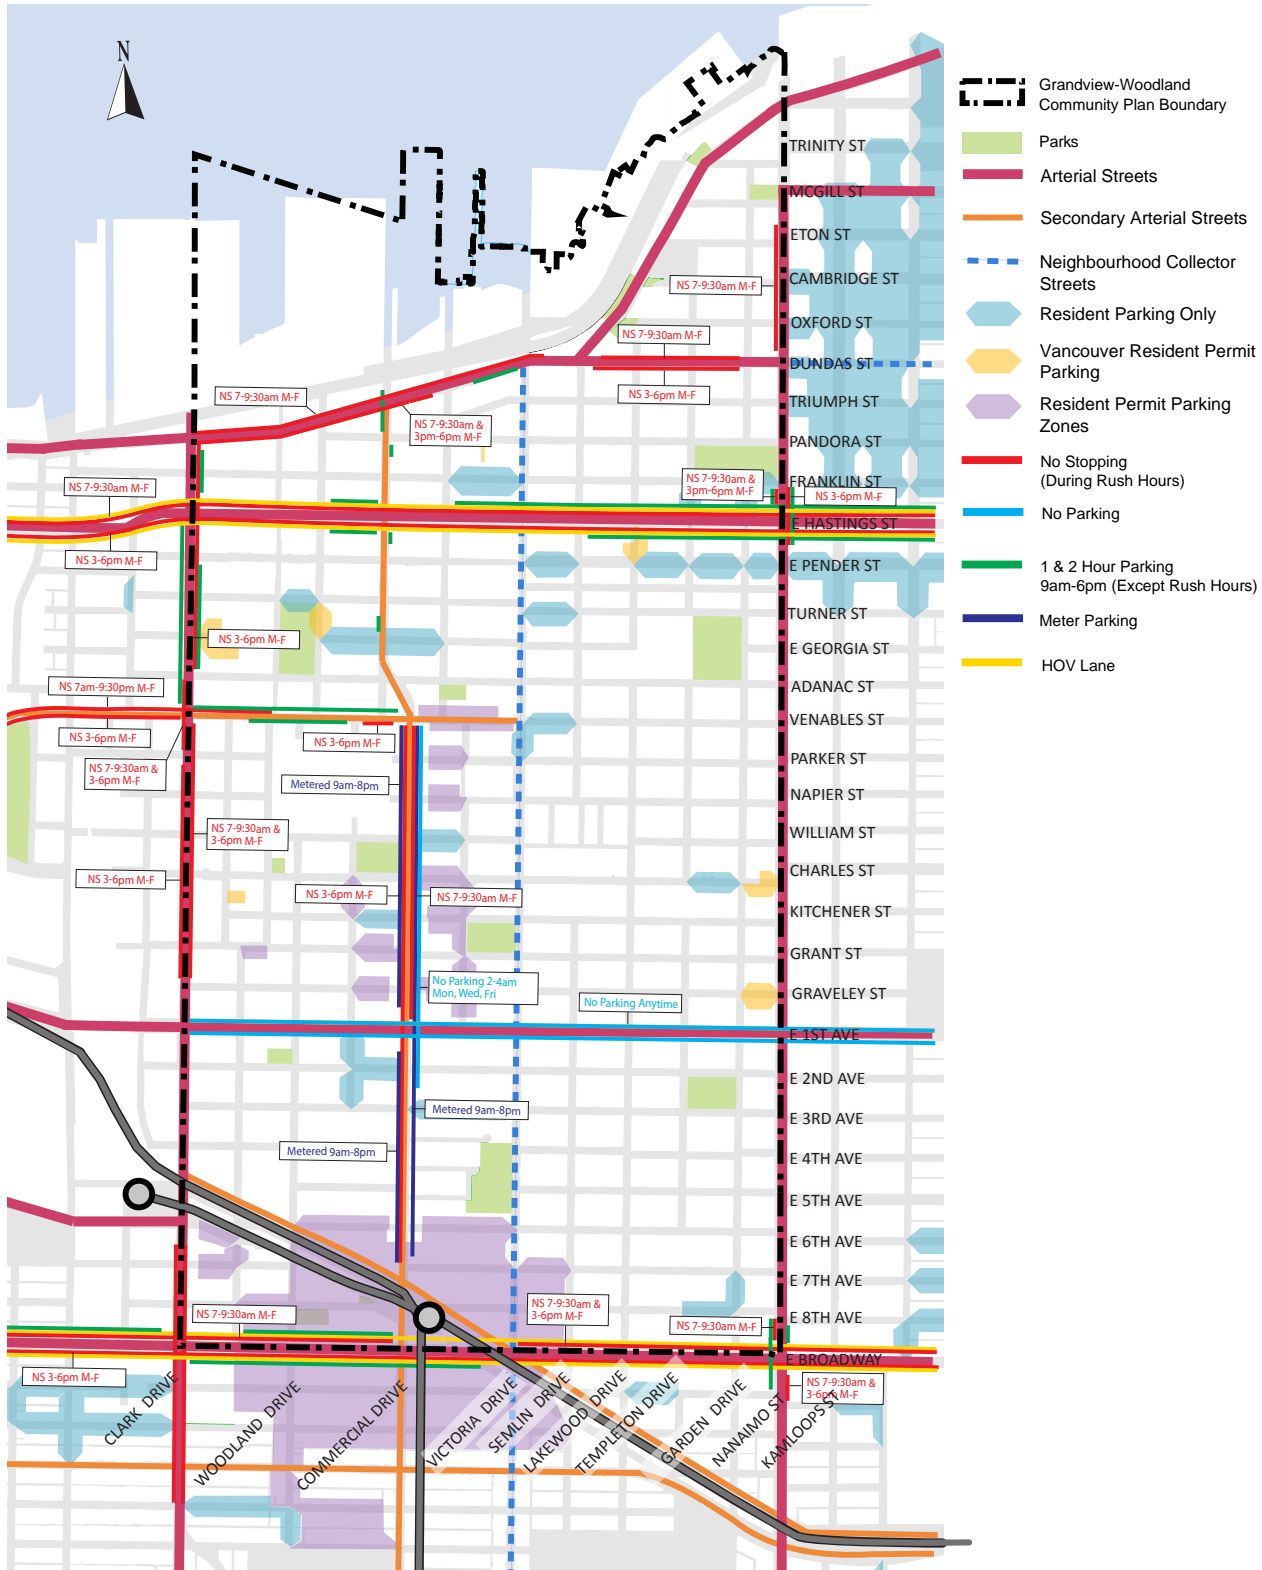 N
Grandview-Woodland
Community Plan Boundary
Parks
Arterial Streets
Secondary Arterial Streets
Neighbourhood Collector
Streets
Resident Parking Only
Vancouver Resident Permit
Parking
Resident Permit Parking
Zones
No Stopping
(During Rush Hours)
No Parking
1 & 2 Hour Parking
9am-6pm (Except Rush Hours)
Meter Parking
HOV Lane
TRINITY ST
MCGILL ST
ETON ST
CAMBRIDGE ST
OXFORD ST
DUNDAS ST
TRIUMPH ST
PANDORA ST
FRANKLIN ST
E HASTINGS ST
E PENDER ST
TURNER ST
E GEORGIA ST
ADANAC ST
VENABLES ST
PARKER ST
NAPIER ST
WILLIAM ST
CHARLES ST
KITCHENER ST
GRANT ST
GRAVELEY ST
E 1ST AVE
E 2ND AVE
E 3RD AVE
E 4TH AVE
E 5TH AVE
E 6TH AVE
E 7TH AVE
E 8TH AVE
E BROADWAY
NS 7-9:30am M-F
NS 7-9:30am M-F
NS 3-6pm M-F
NS 7-9:30am M-F
NS 7-9:30am &
3pm-6pm M-F
NS 7-9:30am &
3pm-6pm M-F
NS 3-6pm M-F
NS 7-9:30am M-F
NS 3-6pm M-F
NS 3-6pm M-F
NS 7am-9:30pm M-F
NS 3-6pm M-F
NS 3-6pm M-F
NS 7-9:30am &
3-6pm M-F
Metered 9am-8pm
NS 7-9:30am &
3-6pm M-F
NS 3-6pm M-F
NS 3-6pm M-F
NS 7-9:30am M-F
No Parking 2-4am
Mon, Wed, Fri
No Parking Anytime
Metered 9am-8pm
Metered 9am-8pm
NS 7-9:30am M-F
NS 7-9:30am &
3-6pm M-F
NS 7-9:30am M-F
NS 3-6pm M-F
NS 7-9:30am &
3-6pm M-F
CLARK DRIVE
WOODLAND DRIVE
COMMERCIAL DRIVE
VICTORIA DRIVE
SEMLIN DRIVE
LAKEWOOD DRIVE
TEMPLETON DRIVE
GARDEN DRIVE
NANAIMO ST
KAMLOOPS ST